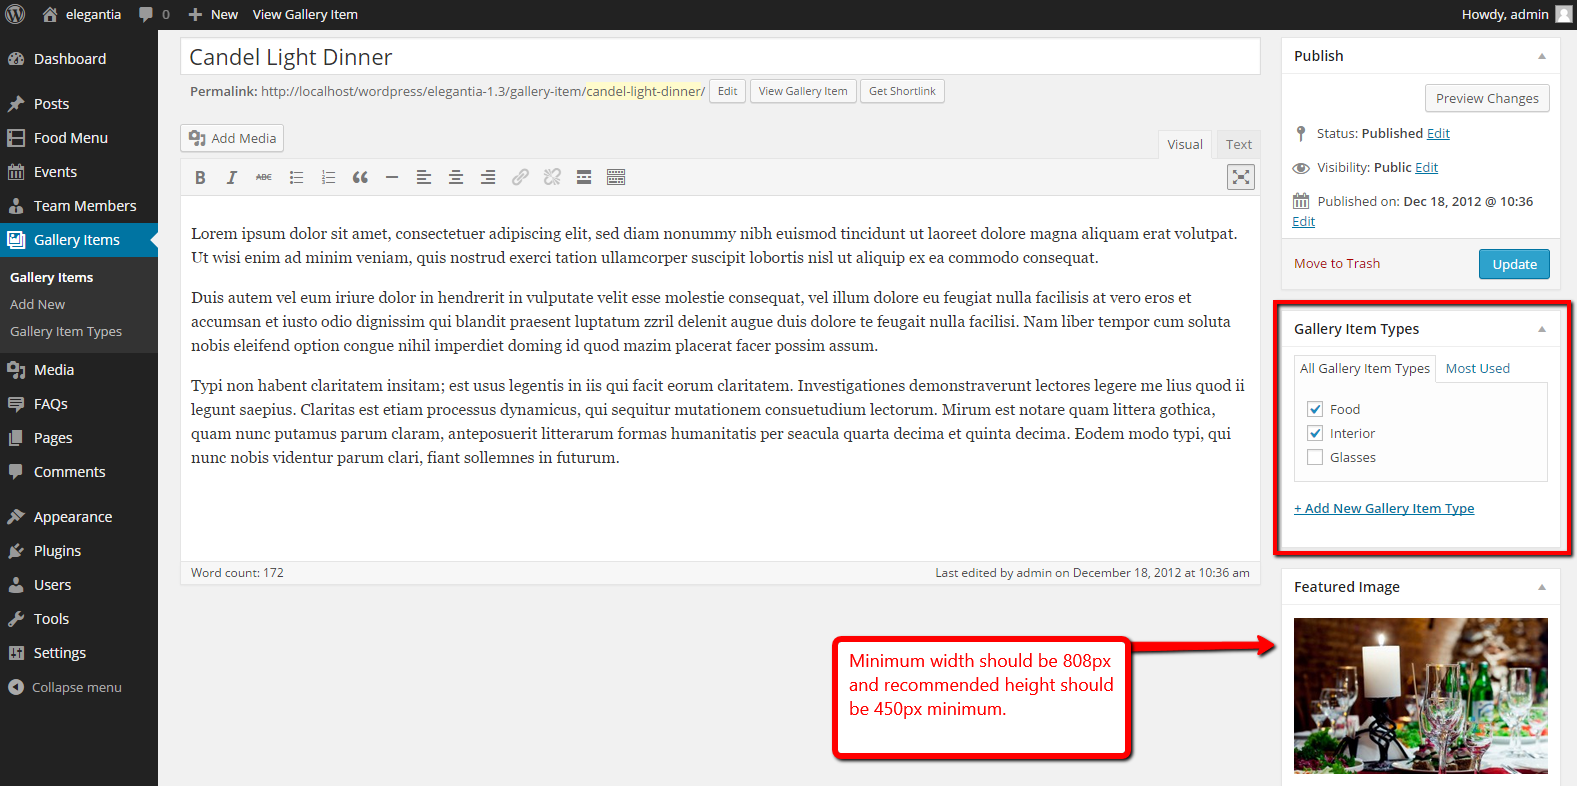 elegantia 0 New View Gallery Item Howdy, admin
Dashboard
Posts
Food Menu
Events
Team Members
Gallery Items
Gallery Items
Add New
Gallery Item Types
Media
FAQs
Pages
Comments
Appearance
Plugins
Users
Tools
Settings
Collapse menu
Candel Light Dinner
Permalink: http://localhost/wordpress/elegantia-1.3/gallery-item/candel-light-dinner/ Edit View Gallery Item Get Shortlink
Add Media
Visual Text
B I ABC
Lorem ipsum dolor sit amet, consectetuer adipiscing elit, sed diam nonummy nibh euismod tincidunt ut laoreet dolore magna aliquam erat volutpat.
Ut wisi enim ad minim veniam, quis nostrud exerci tation ullamcorper suscipit lobortis nisl ut aliquip ex ea commodo consequat.
Duis autem vel eum iriure dolor in hendrerit in vulputate velit esse molestie consequat, vel illum dolore eu feugiat nulla facilisis at vero eros et
accumsan et iusto odio dignissim qui blandit praesent luptatum zzril delenit augue duis dolore te feugait nulla facilisi. Nam liber tempor cum soluta
nobis eleifend option congue nihil imperdiet doming id quod mazim placerat facer possim assum.
Typi non habent claritatem insitam; est usus legentis in iis qui facit eorum claritatem. Investigationes demonstraverunt lectores legere me lius quod ii
legunt saepius. Claritas est etiam processus dynamicus, qui sequitur mutationem consuetudium lectorum. Mirum est notare quam littera gothica,
quam nunc putamus parum claram, anteposuerit litterarum formas humanitatis per seacula quarta decima et quinta decima. Eodem modo typi, qui
nunc nobis videntur parum clari, fiant sollemnes in futurum.
Word count: 172 Last edited by admin on December 18, 2012 at 10:36 am
Minimum width should be 808px
and recommended height should
be 450px minimum.
Publish
Preview Changes
Status: Published Edit
Visibility: Public Edit
Published on: Dec 18, 2012 @ 10:36
Edit
Move to Trash Update
Gallery Item Types
All Gallery Item Types Most Used
Food
Interior
Glasses
+ Add New Gallery Item Type
Featured Image